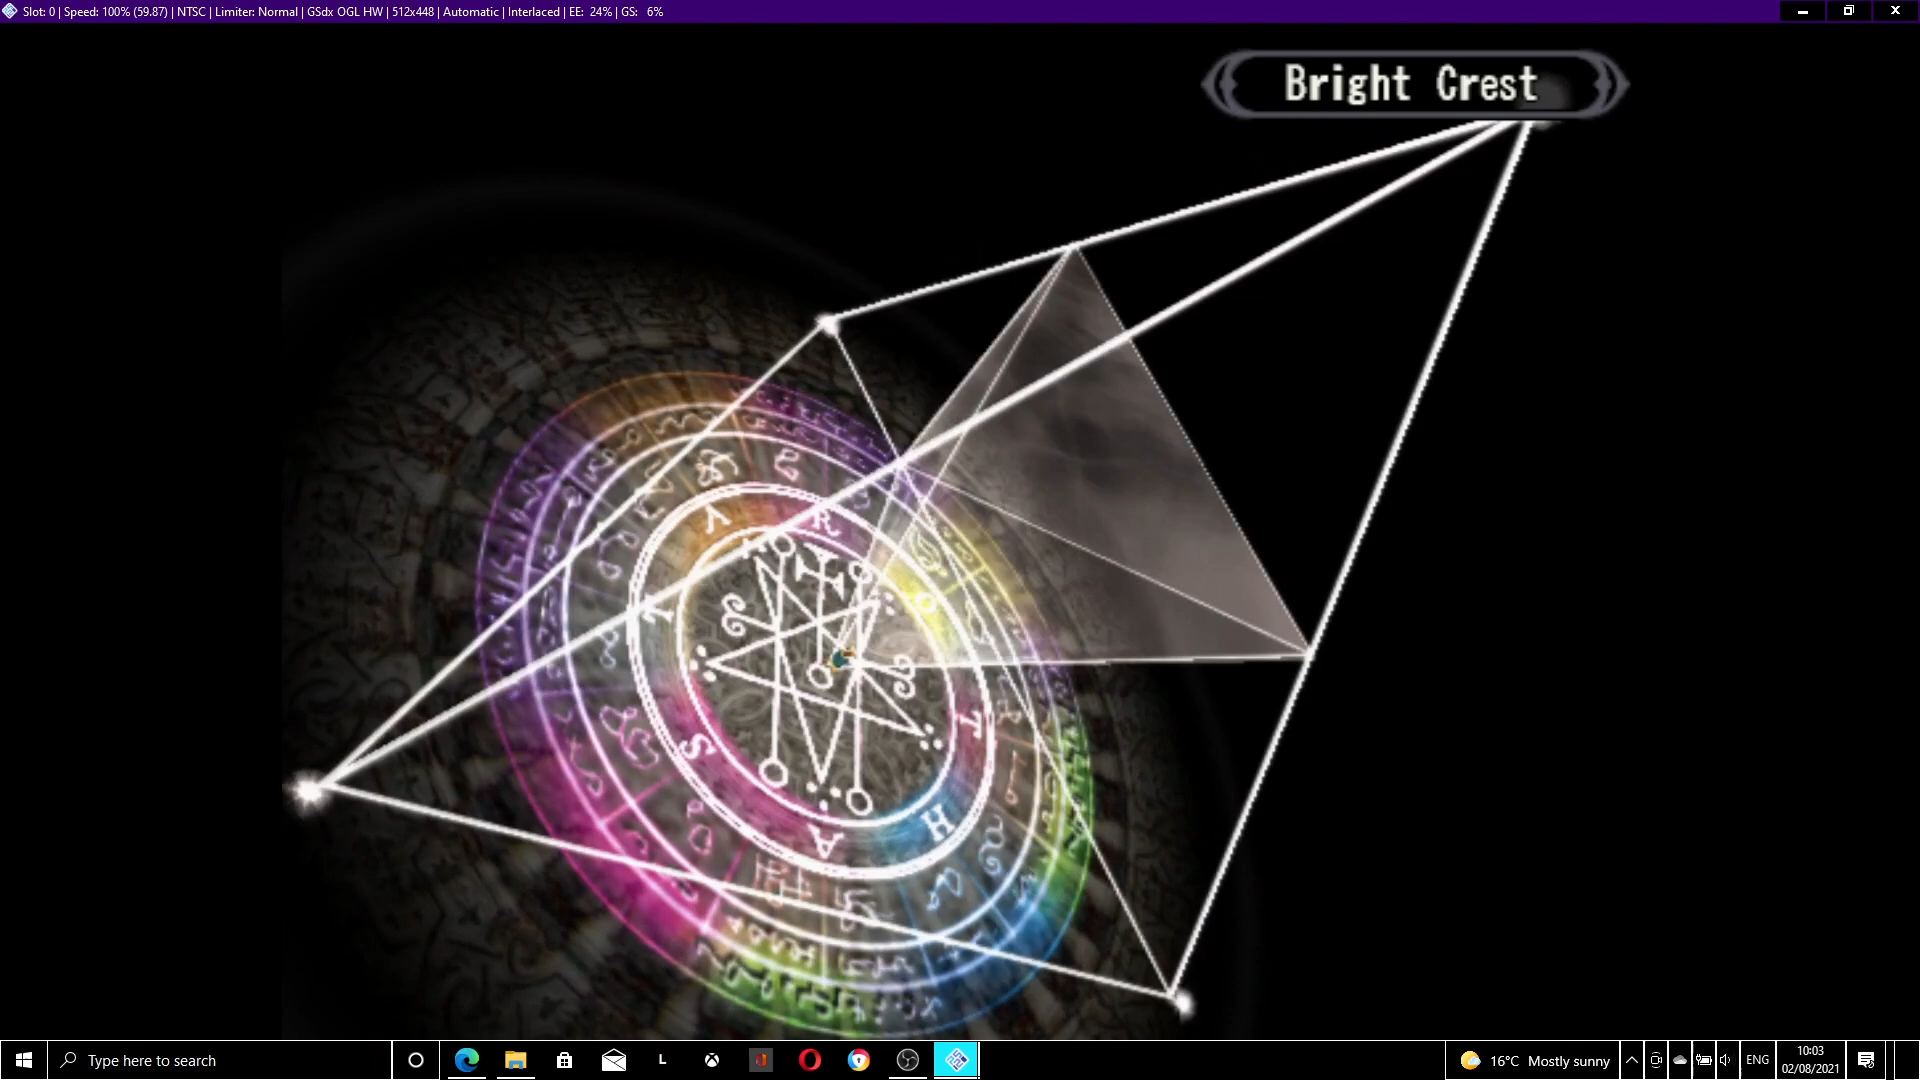 Slot: 0 | Speed: 100% (59.87) | NTSC | Limiter: Normal | GSdx OGL HW | 512x448 | Automatic | Interlaced | EE: 24% | GS: 6%
Bright Crest
A R
O
T
H
A
S
Type here to search
L
16°C Mostly sunny
ENG
10:03
02/08/2021